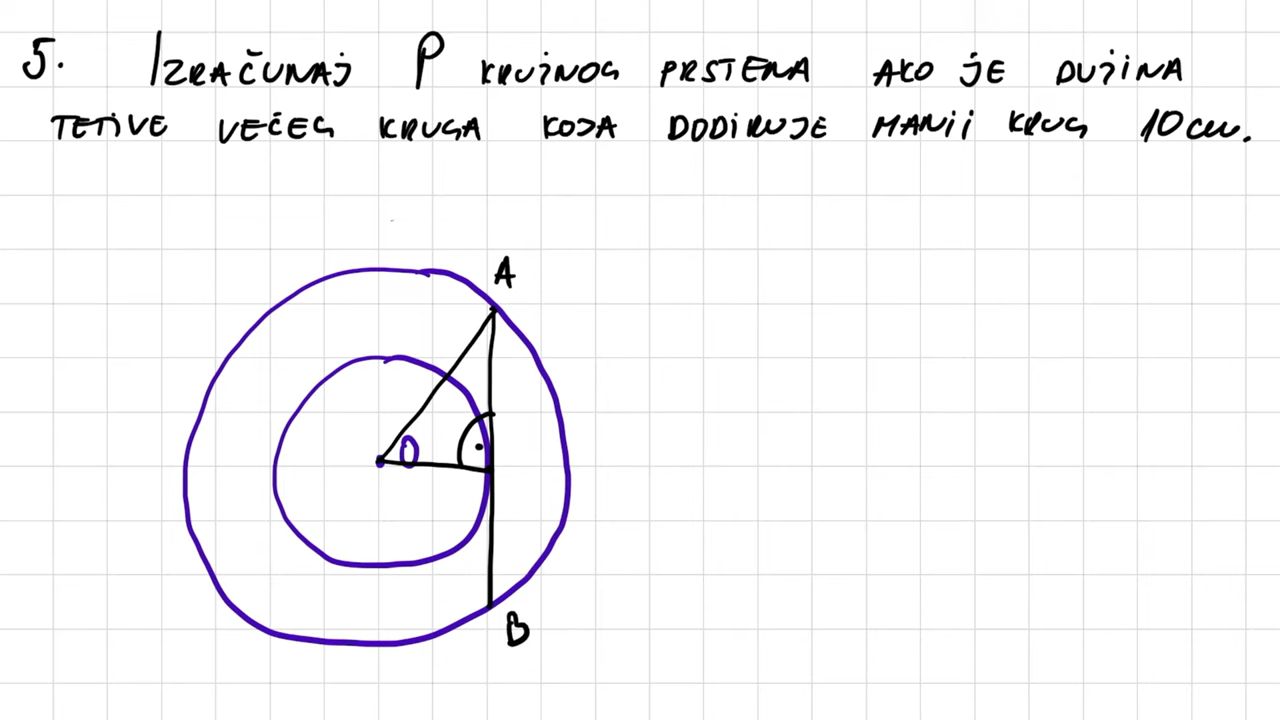 5. IZRAČUNAJ P KRUŽNOG PRSTENA AKO JE DUŽINA
TETIVE VEĆEG KRUGA KOJA DODIRUJE MANJI KRUG 10cm.
A
O
B